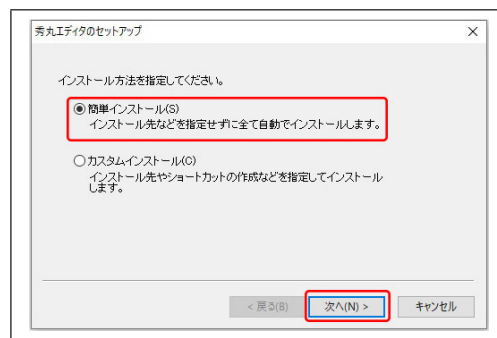 秀丸エディタのセットアップ
インストール方法を指定してください。
簡単インストール(S)
インストール先などを指定せずに全て自動でインストールします。
カスタムインストール(C)
インストール先やショートカットの作成などを指定してインストール
します。
< 戻る(B) 次へ(N) > キャンセル